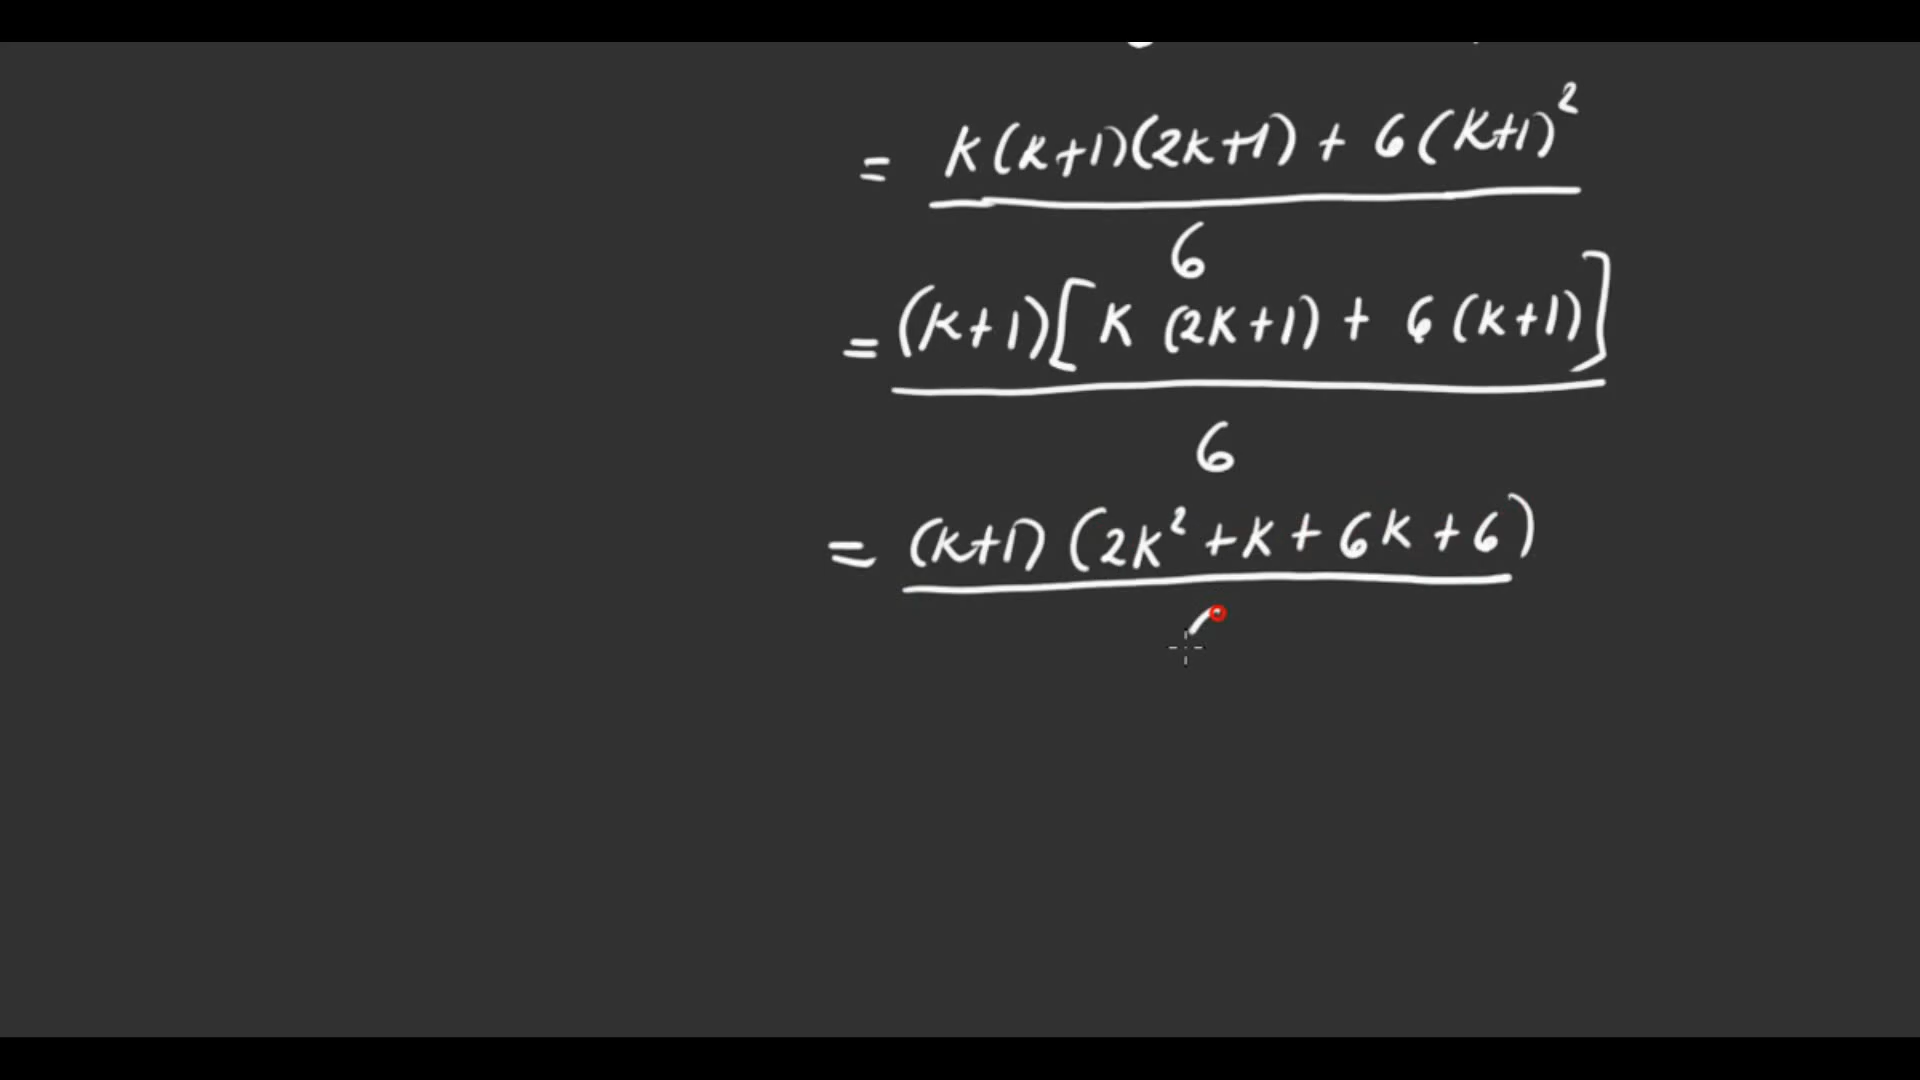 = K(k+1)(2k+1) + 6(k+1)²
6
= (k+1)[K (2k+1) + 6 (k+1)]
6
= (k+1) (2k² + k + 6k + 6)